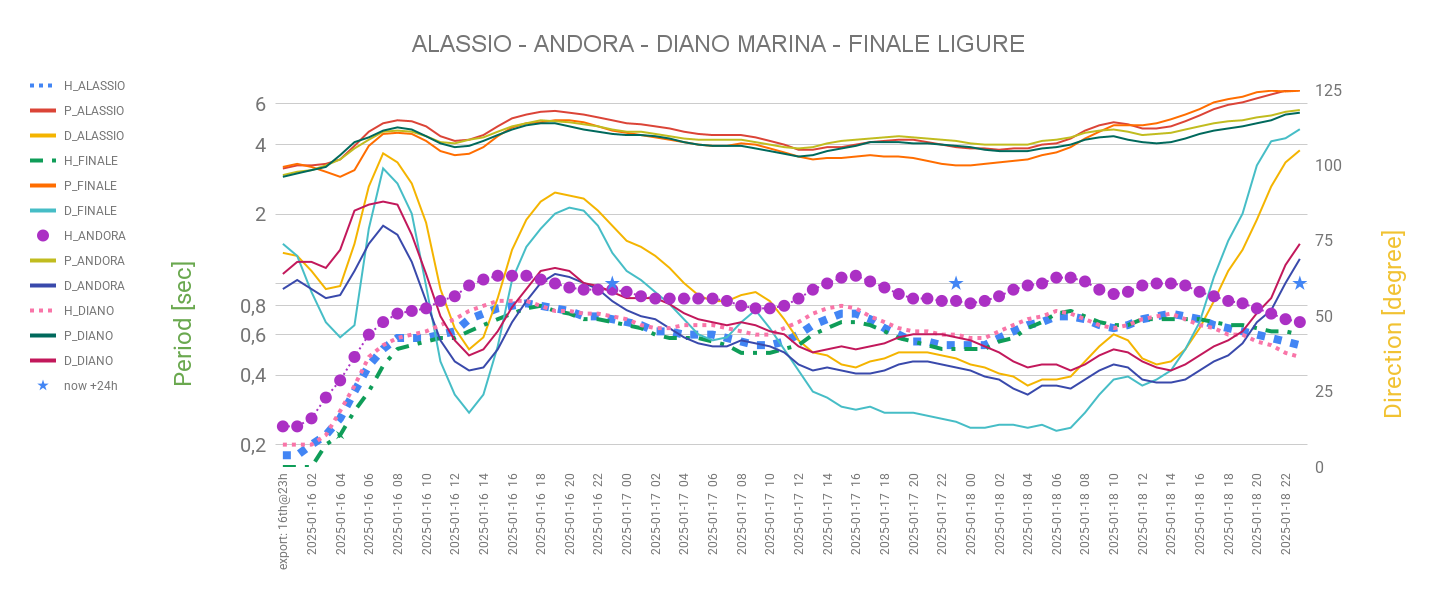 ALASSIO - ANDORA - DIANO MARINA - FINALE LIGURE
H_ALASSIO
P_ALASSIO
D_ALASSIO
H_FINALE
P_FINALE
D_FINALE
H_ANDORA
P_ANDORA
D_ANDORA
H_DIANO
P_DIANO
D_DIANO
now +24h
Period [sec]
6
4
2
0,8
0,6
0,4
0,2
125
100
75
50
25
0
Direction [degree]
export: 16th@23h
2025-01-16 02
2025-01-16 04
2025-01-16 06
2025-01-16 08
2025-01-16 10
2025-01-16 12
2025-01-16 14
2025-01-16 16
2025-01-16 18
2025-01-16 20
2025-01-16 22
2025-01-17 00
2025-01-17 02
2025-01-17 04
2025-01-17 06
2025-01-17 08
2025-01-17 10
2025-01-17 12
2025-01-17 14
2025-01-17 16
2025-01-17 18
2025-01-17 20
2025-01-17 22
2025-01-18 00
2025-01-18 02
2025-01-18 04
2025-01-18 06
2025-01-18 08
2025-01-18 10
2025-01-18 12
2025-01-18 14
2025-01-18 16
2025-01-18 18
2025-01-18 20
2025-01-18 22